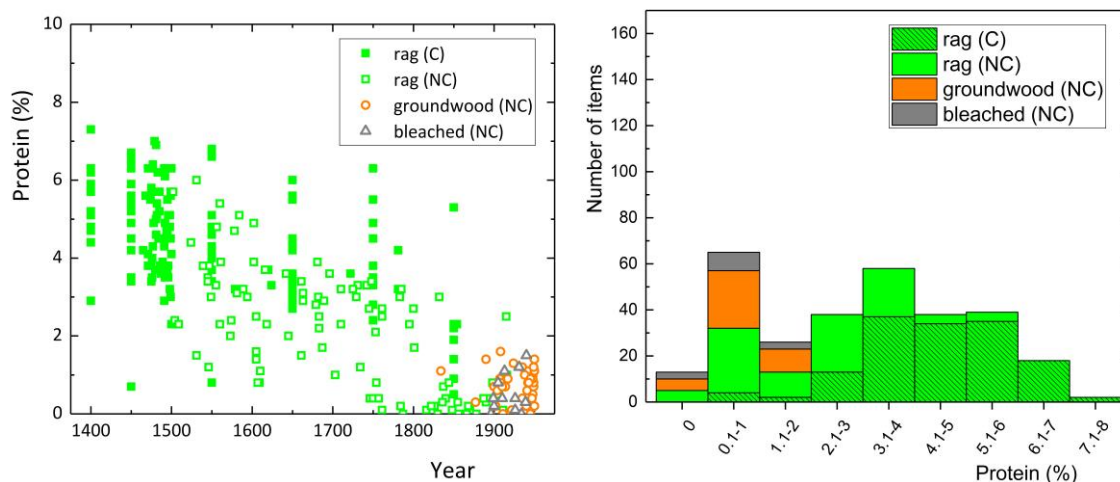 10
8
6
4
2
0
Protein (%)
rag (C)
rag (NC)
groundwood (NC)
bleached (NC)
1400 1500 1600 1700 1800 1900
Year
160
140
120
100
80
60
40
20
0
Number of items
rag (C)
rag (NC)
groundwood (NC)
bleached (NC)
0 0.1-1 1.1-2 2.1-3 3.1-4 4.1-5 5.1-6 6.1-7 7.1-8
Protein (%)